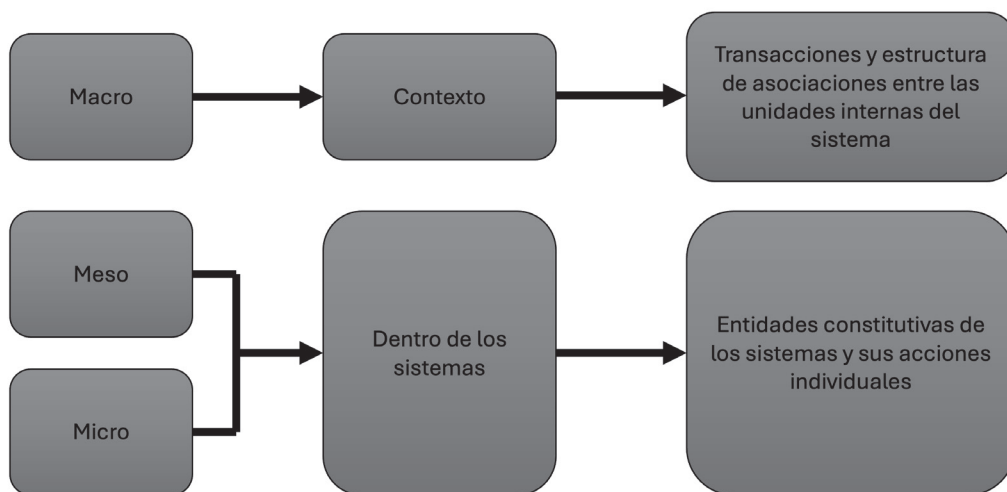 Macro
Contexto
Transacciones y estructura
de asociaciones entre las
unidades internas del
sistema
Meso
Micro
Dentro de los
sistemas
Entidades constitutivas de
los sistemas y sus acciones
individuales